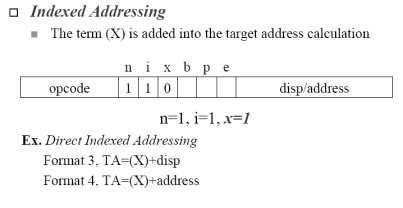 Indexed Addressing
The term (X) is added into the target address calculation
n i x b p e
opcode 1 1 0 disp/address
n=1, i=1, x=1
Ex. Direct Indexed Addressing
Format 3, TA=(X)+disp
Format 4, TA=(X)+address